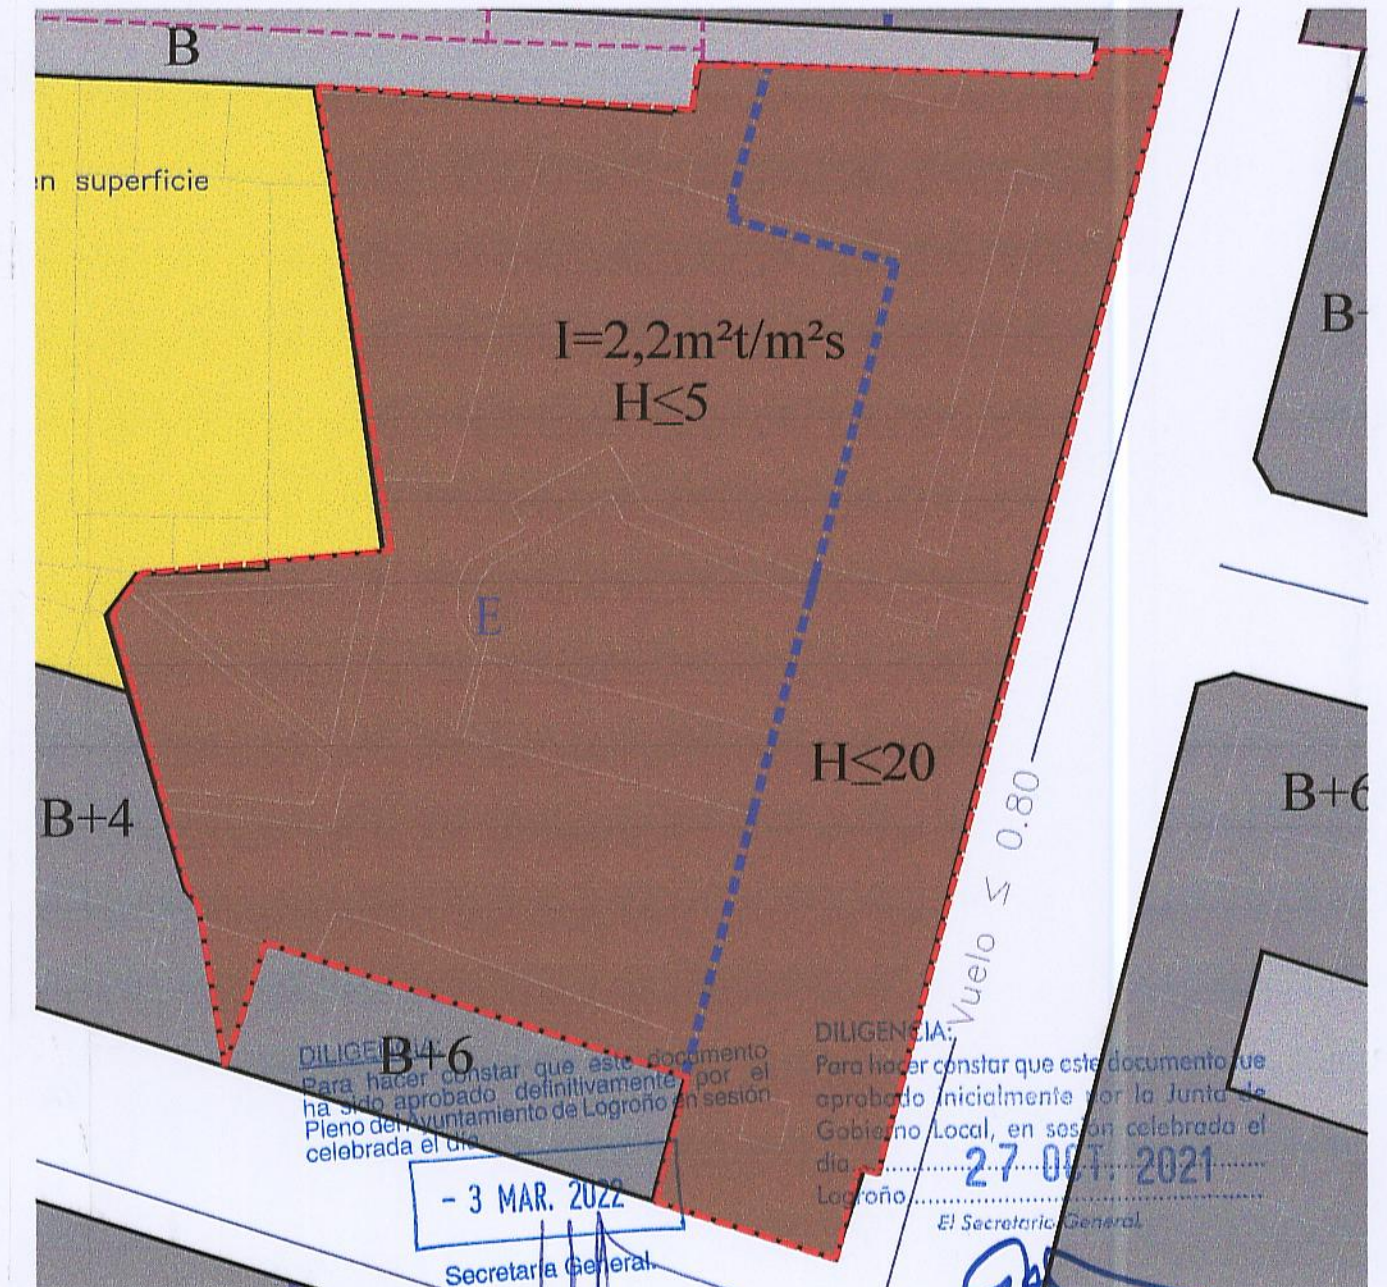 B
en superficie
I=2,2m²t/m²s
H≤5
B-
E
H≤20
Vuelo ≤ 0.80
B+4
B+6
B+6
DILIGENCIA:
Para hacer constar que este documento
ha sido aprobado definitivamente por el
Pleno del Ayuntamiento de Logroño en sesión
celebrada el día
- 3 MAR. 2022
Secretaría General.
DILIGENCIA:
Para hacer constar que este documento fue
aprobado inicialmente por la Junta de
Gobierno Local, en sesión celebrada el
día 27 OCT. 2021
Logroño
El Secretario General.